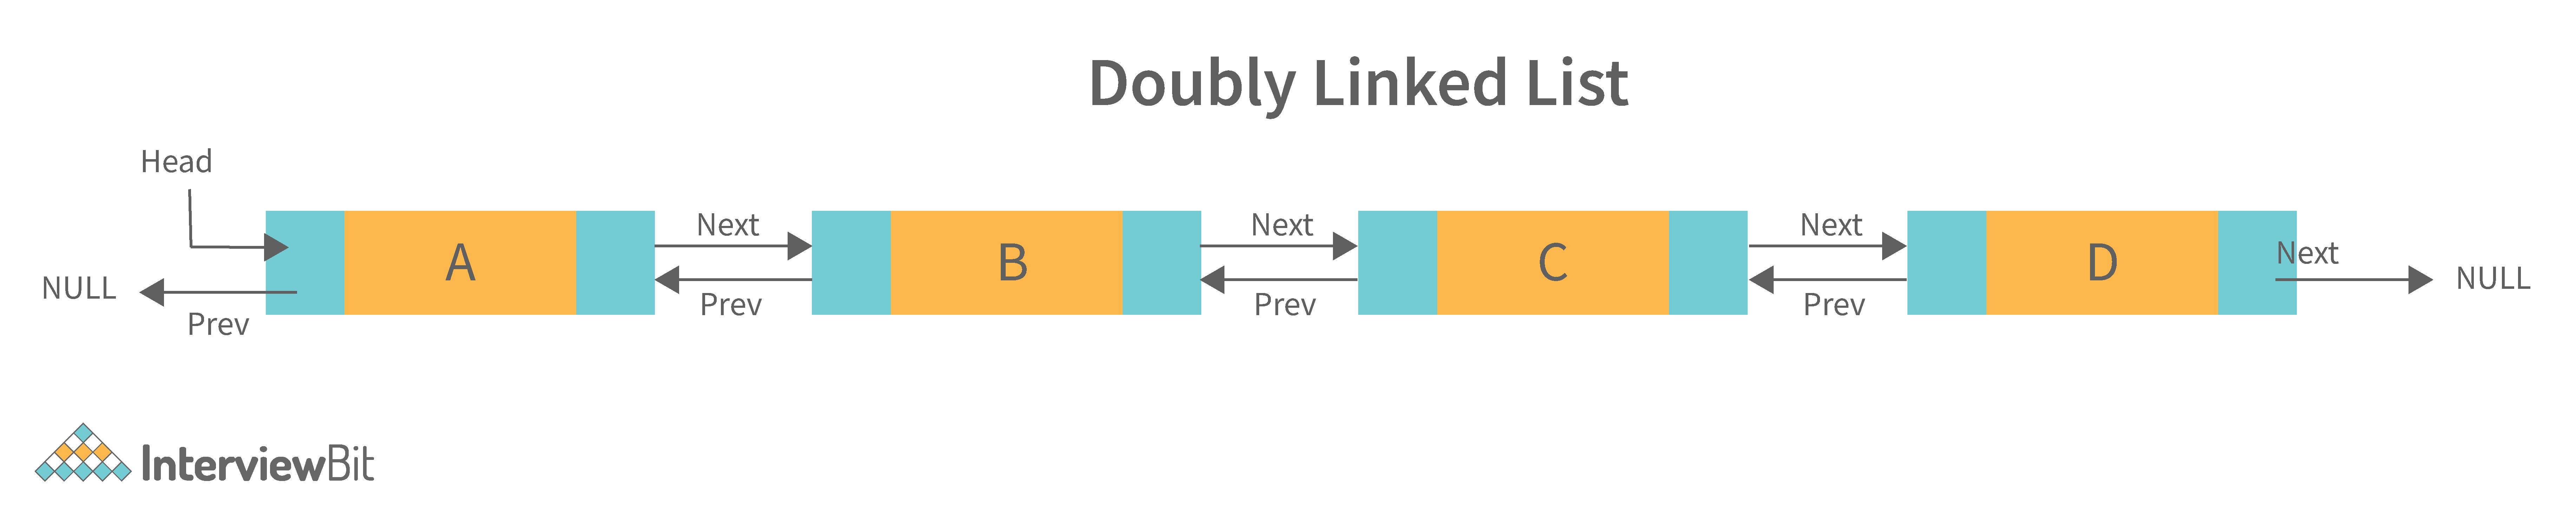 Doubly Linked List
Head
NULL
Prev
A
Next
Prev
B
Next
Prev
C
Next
Prev
D
Next
NULL
InterviewBit